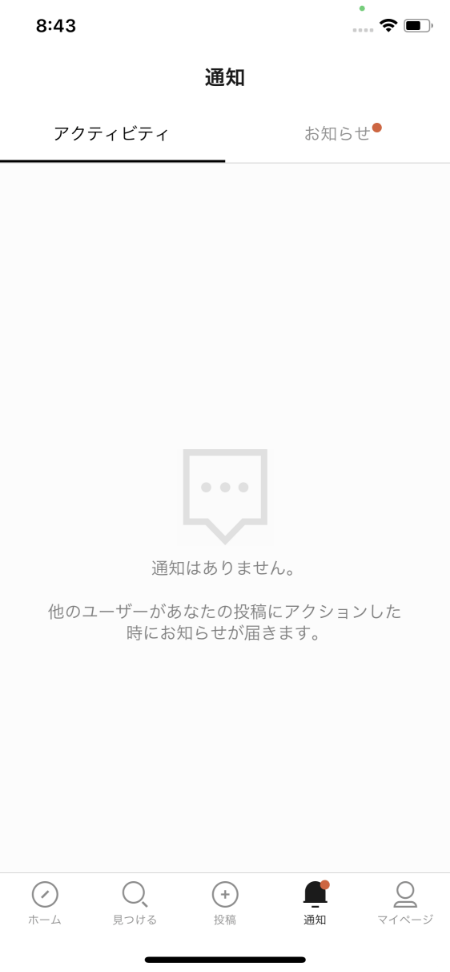 8:43
通知
アクティビティ
お知らせ
通知はありません。
他のユーザーがあなたの投稿にアクションした
時にお知らせが届きます。
ホーム
見つける
投稿
通知
マイページ